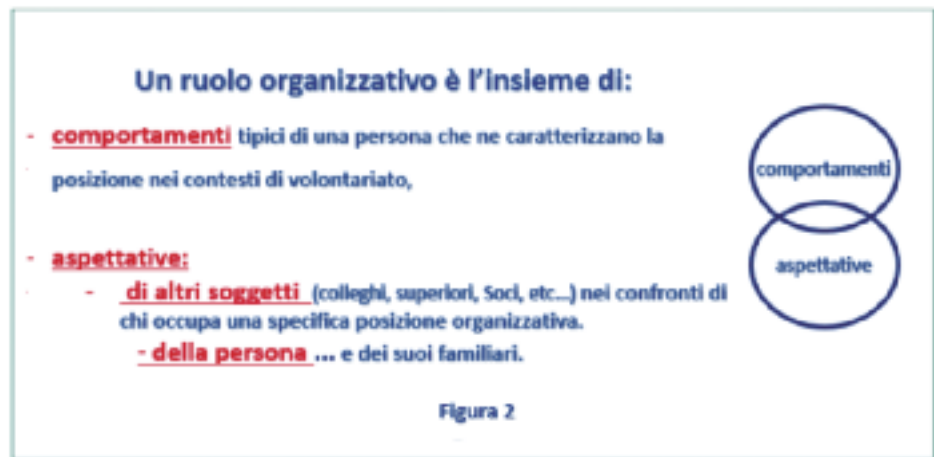 Un ruolo organizzativo è l'insieme di:
- comportamenti tipici di una persona che ne caratterizzano la
posizione nei contesti di volontariato,
comportamenti
- aspettative:
aspettative
- di altri soggetti (colleghi, superiori, Soci, etc...) nei confronti di
chi occupa una specifica posizione organizzativa.
- della persona ... e dei suoi familiari.
Figura 2